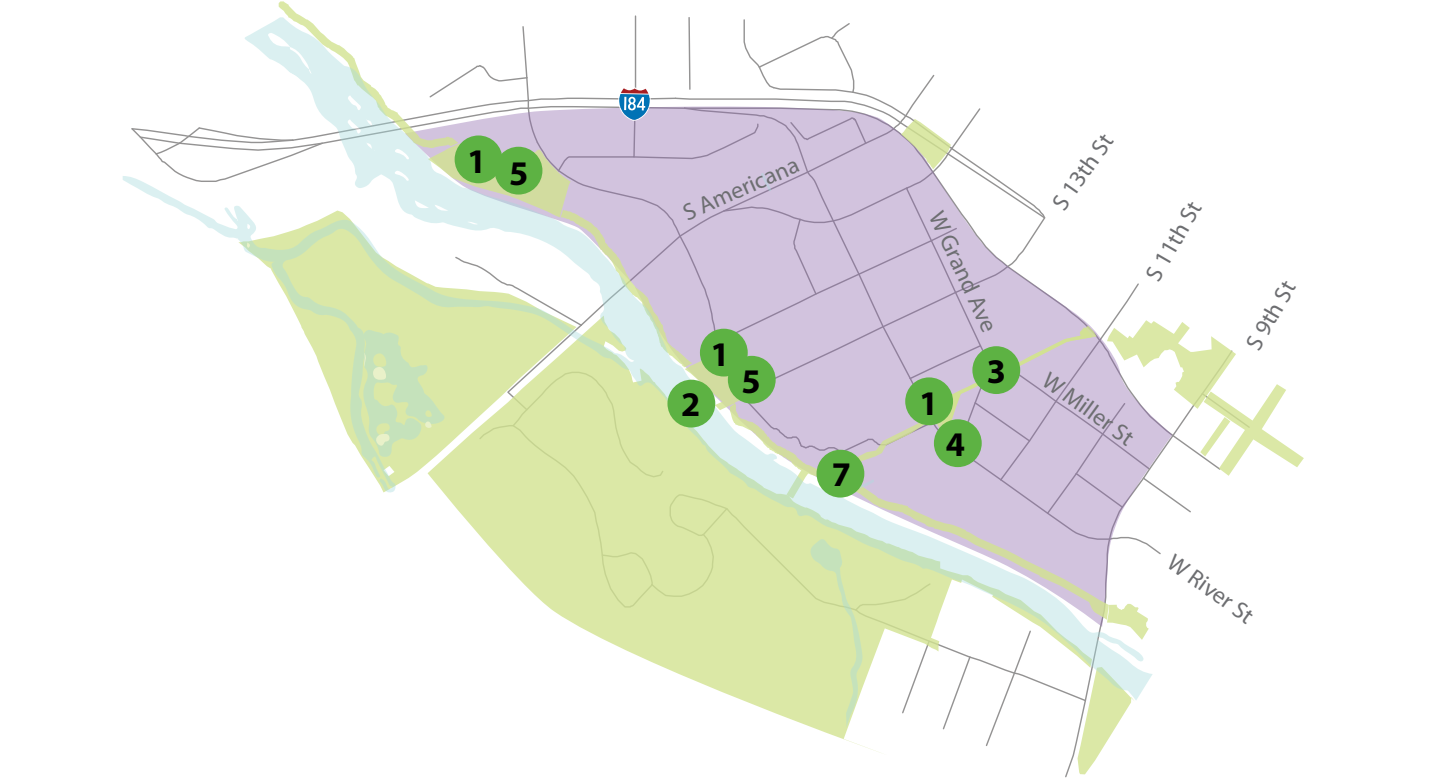 I84
1
5
S Americana
S 13th St
S 11th St
W Grand Ave
S 9th St
1
5
2
3
1
W Miller St
4
7
W River St